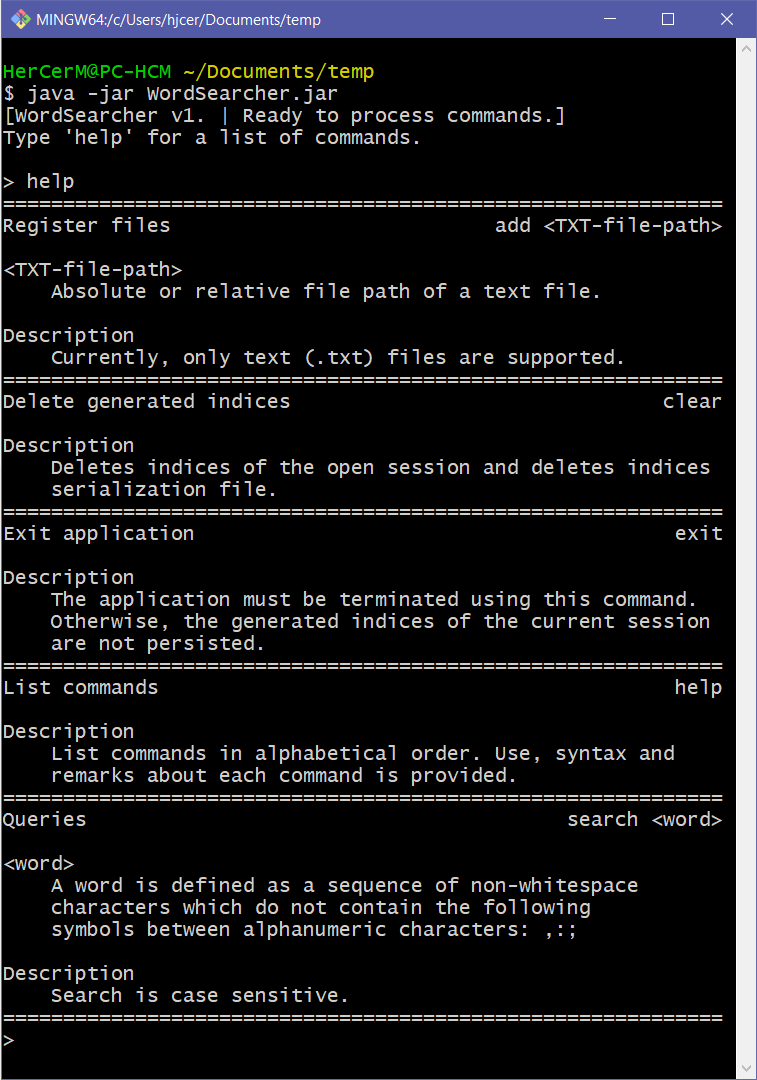 MINGW64:/c/Users/hjcer/Documents/temp
HerCerM@PC-HCM ~/Documents/temp
$ java -jar WordSearcher.jar
[WordSearcher v1. | Ready to process commands.]
Type 'help' for a list of commands.
> help
============================================================
Register files add <TXT-file-path>
<TXT-file-path>
Absolute or relative file path of a text file.
Description
Currently, only text (.txt) files are supported.
============================================================
Delete generated indices clear
Description
Deletes indices of the open session and deletes indices
serialization file.
============================================================
Exit application exit
Description
The application must be terminated using this command.
Otherwise, the generated indices of the current session
are not persisted.
============================================================
List commands help
Description
List commands in alphabetical order. Use, syntax and
remarks about each command is provided.
============================================================
Queries search <word>
<word>
A word is defined as a sequence of non-whitespace
characters which do not contain the following
symbols between alphanumeric characters: ,:;
Description
Search is case sensitive.
============================================================
>